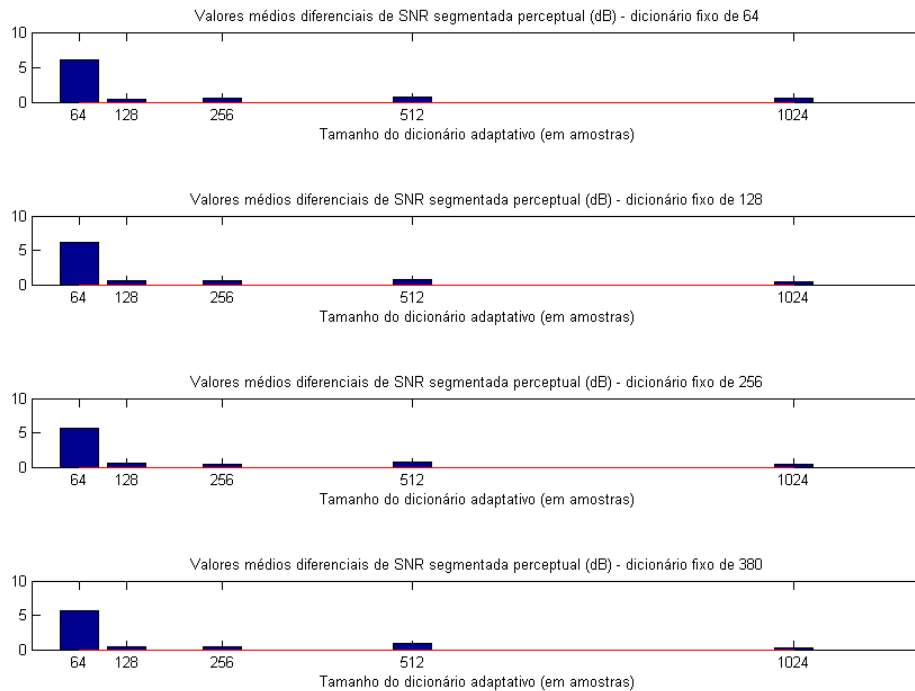 Valores médios diferenciais de SNR segmentada perceptual (dB) - dicionário fixo de 64
10
5
0
64 128 256 512 1024
Tamanho do dicionário adaptativo (em amostras)
Valores médios diferenciais de SNR segmentada perceptual (dB) - dicionário fixo de 128
10
5
0
64 128 256 512 1024
Tamanho do dicionário adaptativo (em amostras)
Valores médios diferenciais de SNR segmentada perceptual (dB) - dicionário fixo de 256
10
5
0
64 128 256 512 1024
Tamanho do dicionário adaptativo (em amostras)
Valores médios diferenciais de SNR segmentada perceptual (dB) - dicionário fixo de 380
10
5
0
64 128 256 512 1024
Tamanho do dicionário adaptativo (em amostras)